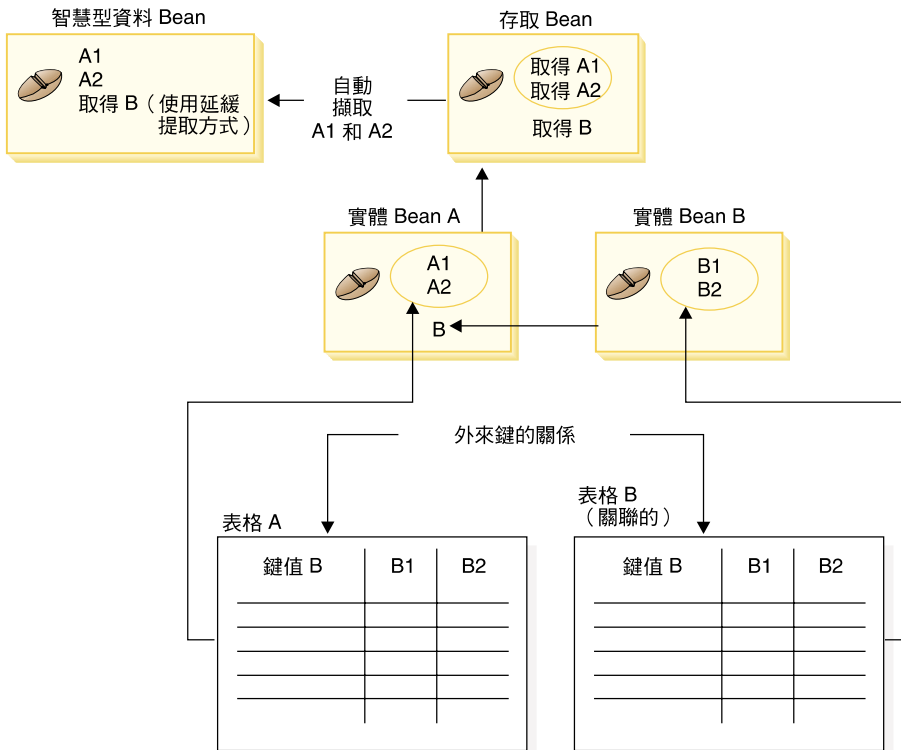 智慧型資料 Bean
A1
A2
取得 B（使用延緩
提取方式）
自動
擷取
A1 和 A2
存取 Bean
取得 A1
取得 A2
取得 B
實體 Bean A
A1
A2
B
實體 Bean B
B1
B2
外來鍵的關係
表格 A
鍵值 B B1 B2
表格 B
（關聯的）
鍵值 B B1 B2